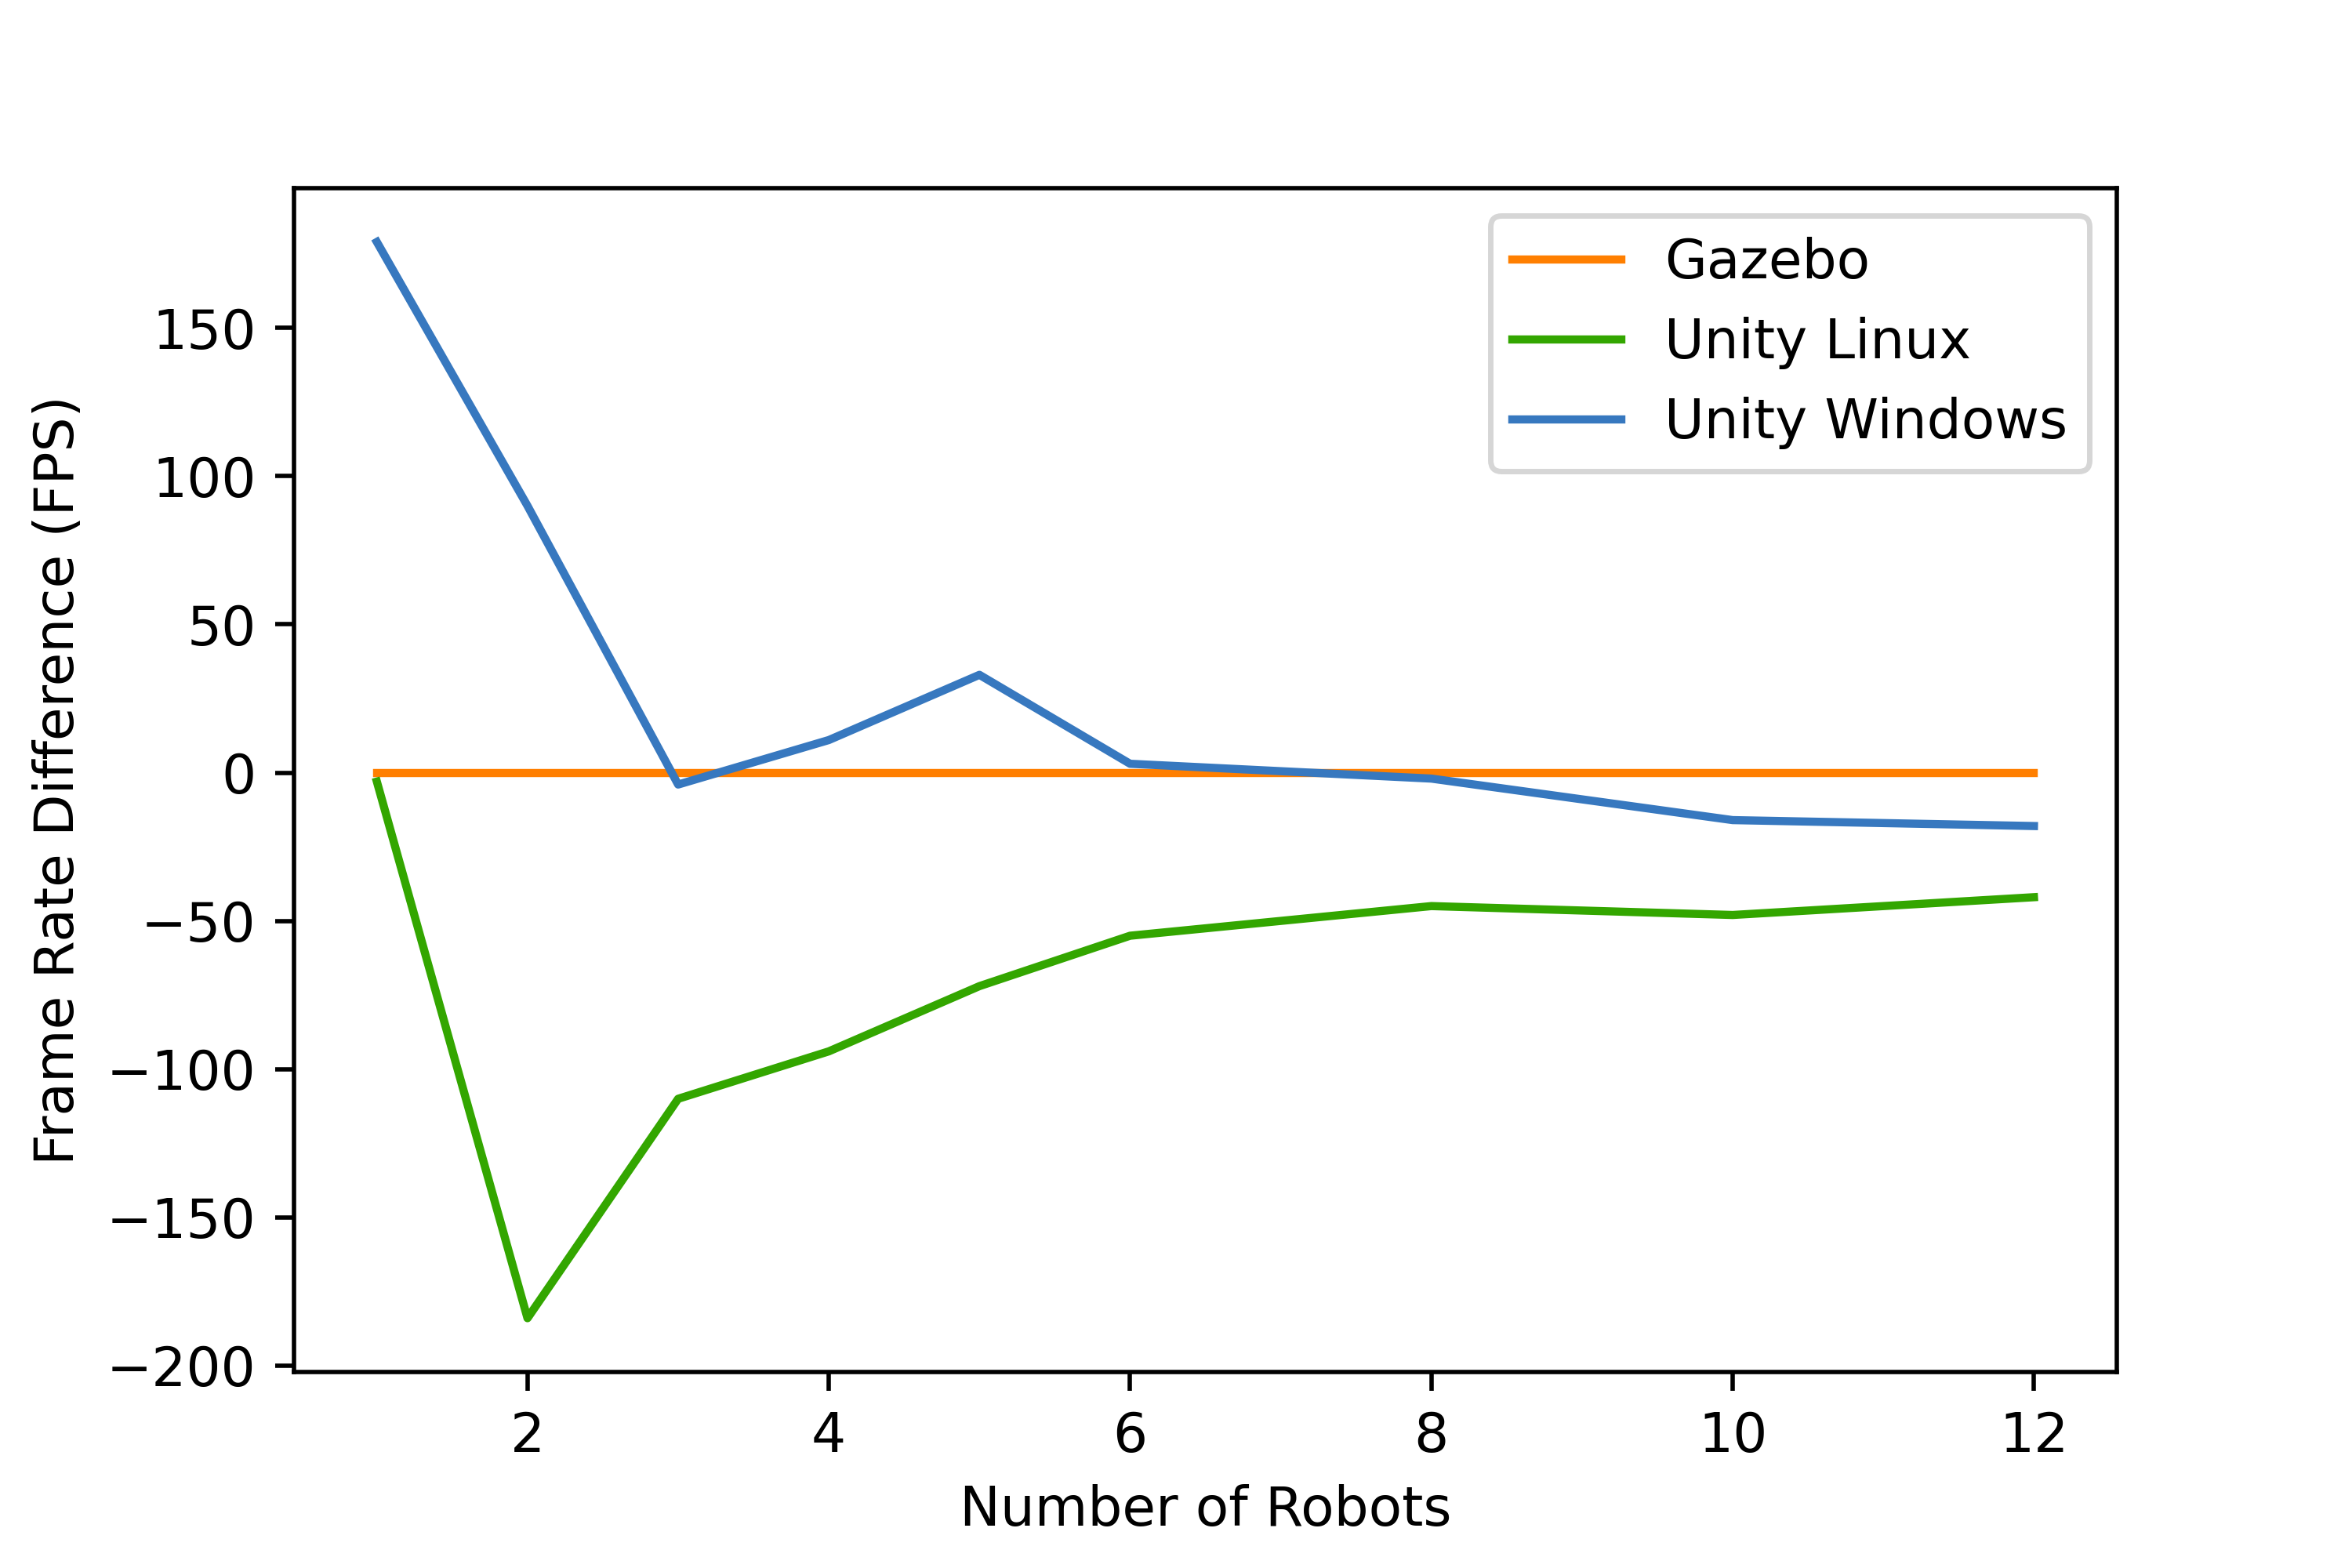 Gazebo
Unity Linux
Unity Windows
Frame Rate Difference (FPS)
150
100
50
0
−50
−100
−150
−200
2 4 6 8 10 12
Number of Robots